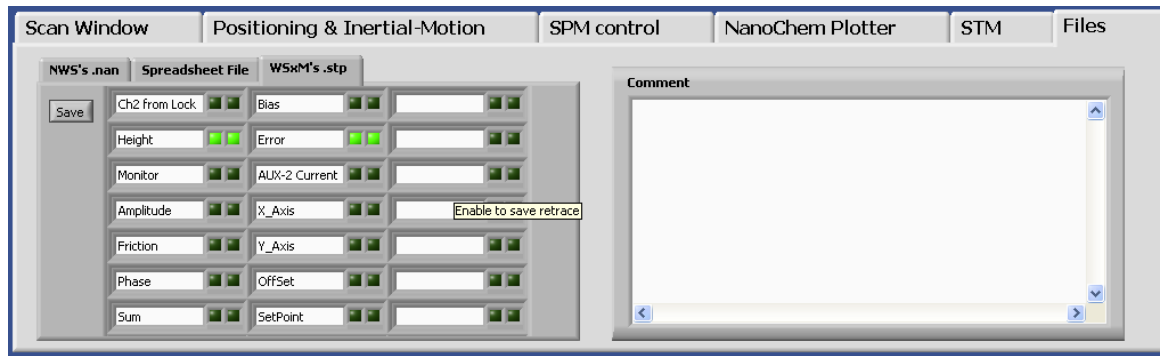 Scan Window Positioning & Inertial-Motion SPM control NanoChem Plotter STM Files
NWS's .nan Spreadsheet File WSxM's .stp
Comment
Save
Ch2 from Lock Bias
Height Error
Monitor AUX-2 Current
Amplitude X_Axis
Enable to save retrace
Friction Y_Axis
Phase OffSet
Sum SetPoint